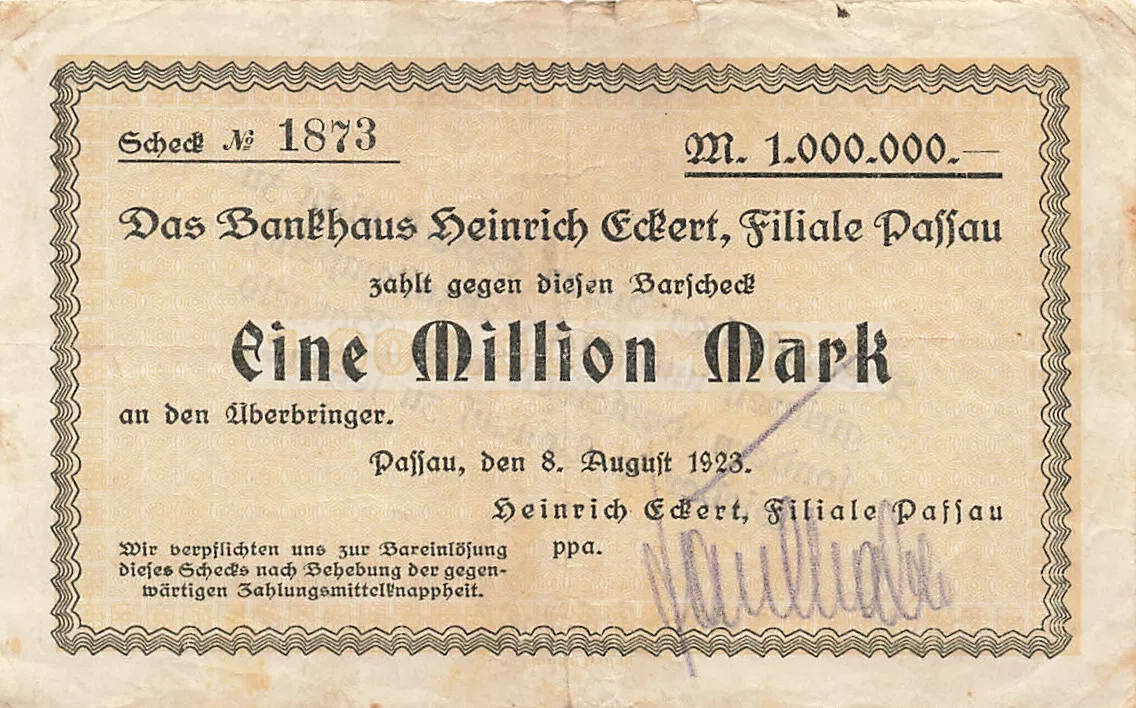 Scheck № 1873
M. 1.000.000.—
Das Bankhaus Heinrich Eckert, Filiale Passau
zahlt gegen diesen Barscheck
Eine Million Mark
an den Überbringer.
Passau, den 8. August 1923.
Heinrich Eckert, Filiale Passau
ppa.
Wir verpflichten uns zur Bareinlösung
dieses Schecks nach Behebung der gegen-
wärtigen Zahlungsmittelknappheit.